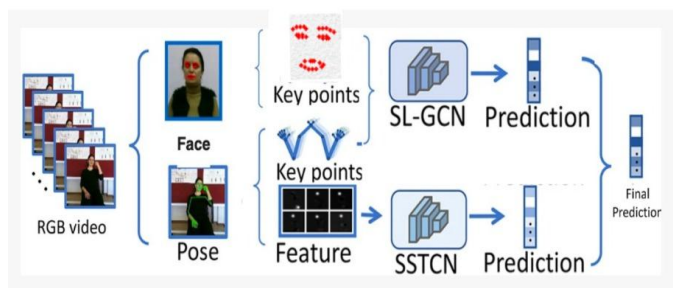 RGB video
Face
Pose
Key points
Key points
Feature
SL-GCN
SSTCN
Prediction
Prediction
Final
Prediction